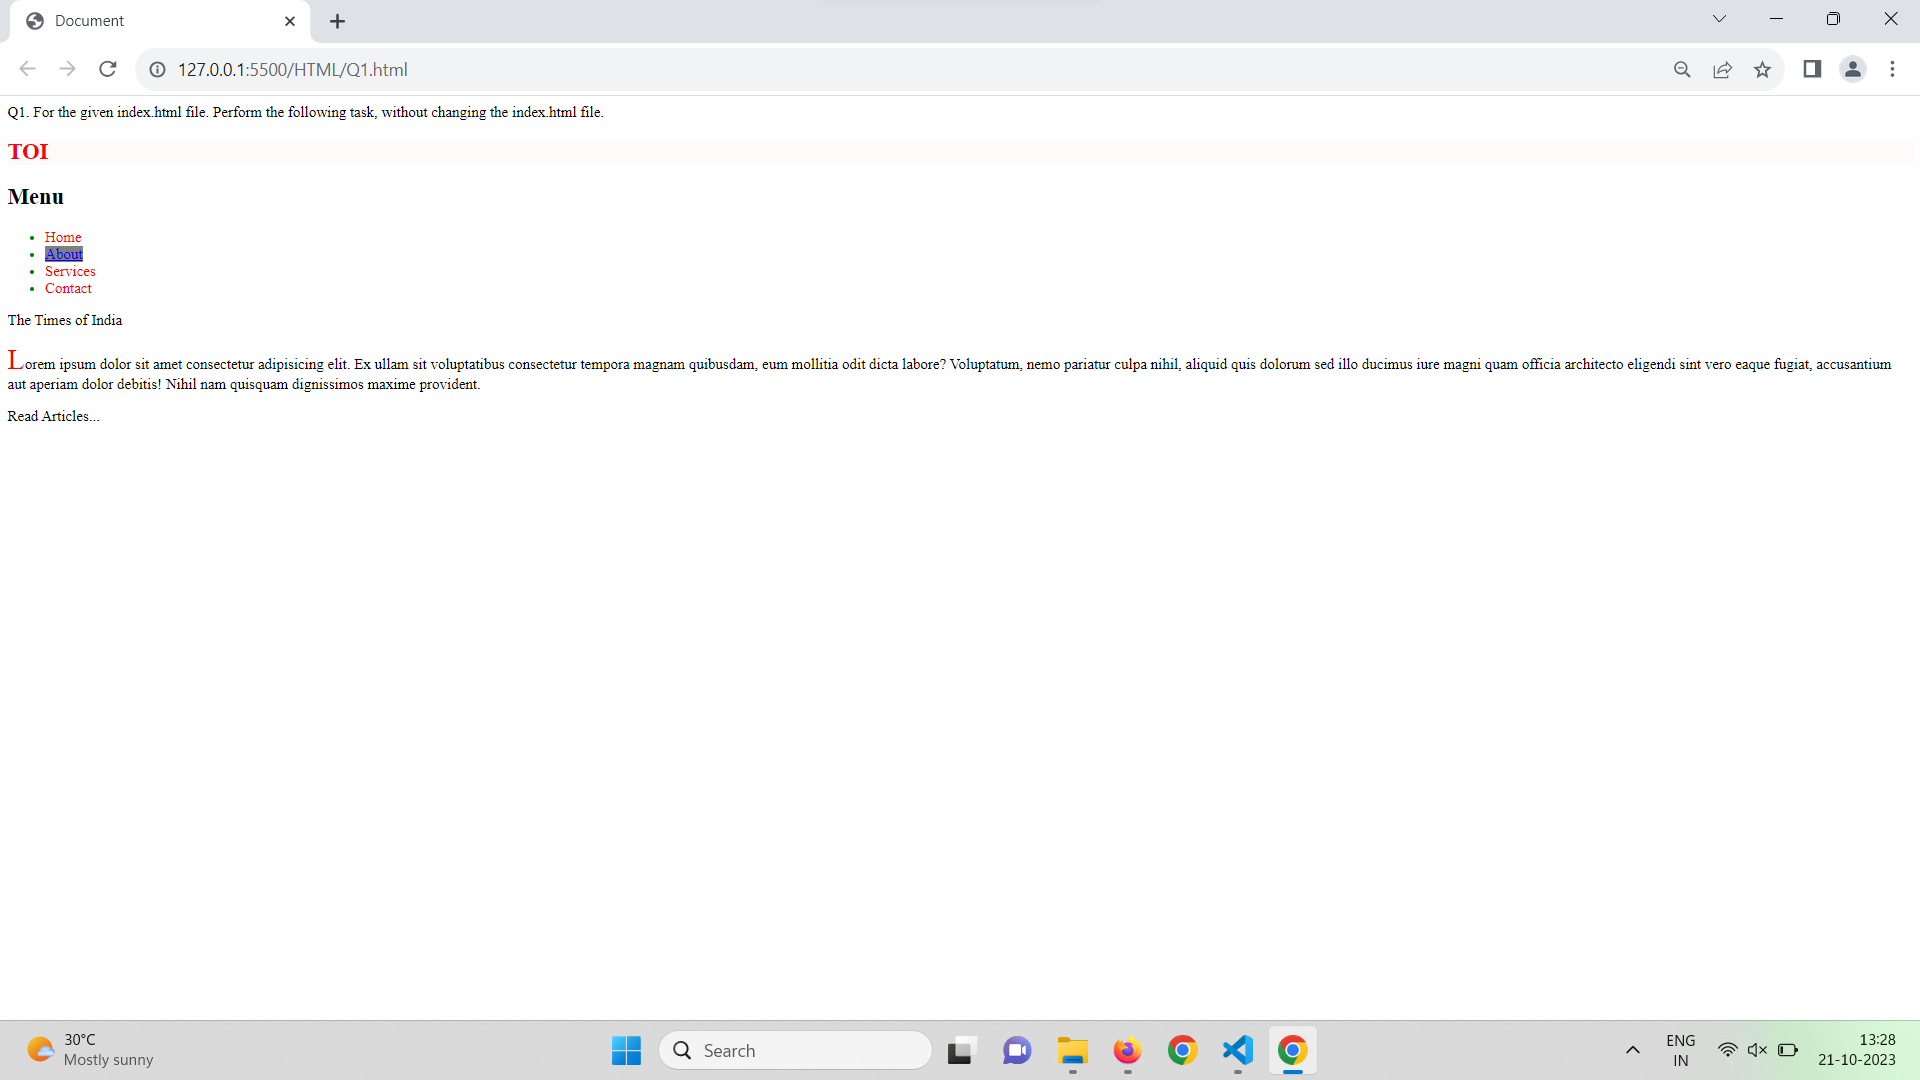 Document
127.0.0.1:5500/HTML/Q1.html
Q1. For the given index.html file. Perform the following task, without changing the index.html file.
TOI
Menu
Home
About
Services
Contact
The Times of India
Lorem ipsum dolor sit amet consectetur adipisicing elit. Ex ullam sit voluptatibus consectetur tempora magnam quibusdam, eum mollitia odit dicta labore? Voluptatum, nemo pariatur culpa nihil, aliquid quis dolorum sed illo ducimus iure magni quam officia architecto eligendi sint vero eaque fugiat, accusantium
aut aperiam dolor debitis! Nihil nam quisquam dignissimos maxime provident.
Read Articles...
30°C
Mostly sunny
Search
ENG
IN
13:28
21-10-2023